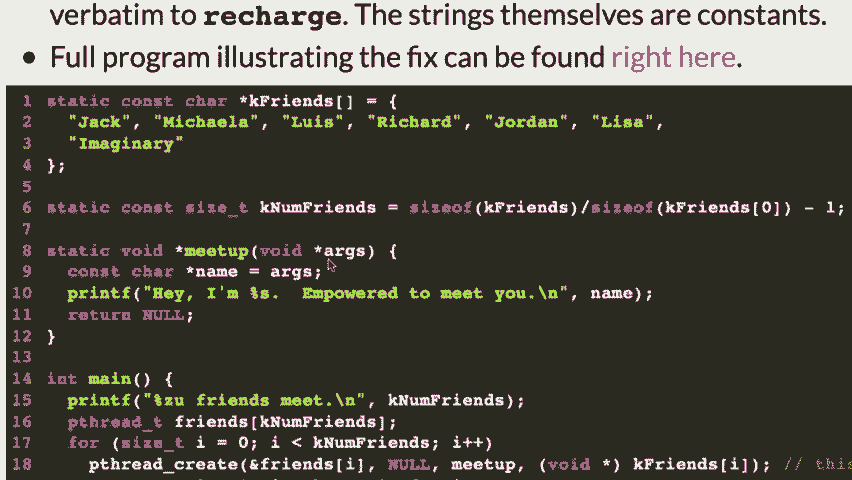 verbatim to recharge. The strings themselves are constants.
• Full program illustrating the fix can be found right here.
1 static const char *kFriends[] = {
2   "Jack", "Michaela", "Luis", "Richard", "Jordan", "Lisa",
3   "Imaginary"
4 };
5
6 static const size_t kNumFriends = sizeof(kFriends)/sizeof(kFriends[0]) - 1;
7
8 static void *meetup(void *args) {
9   const char *name = args;
10   printf("Hey, I'm %s.  Empowered to meet you.\n", name);
11   return NULL;
12 }
13
14 int main() {
15   printf("%zu friends meet.\n", kNumFriends);
16   pthread_t friends[kNumFriends];
17   for (size_t i = 0; i < kNumFriends; i++)
18     pthread_create(&friends[i], NULL, meetup, (void *) kFriends[i]); // this